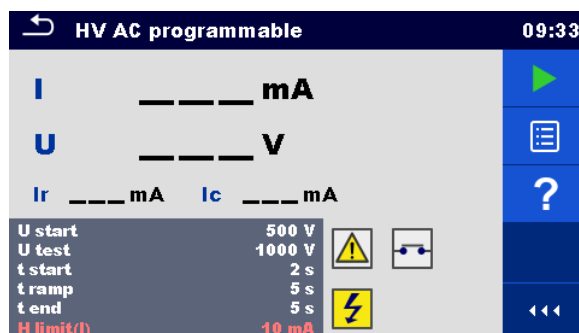 HV AC programmable 09:33
I ___ mA
U ___ V
Ir ___ mA Ic ___ mA
U start 500 V
U test 1000 V
t start 2 s
t ramp 5 s
t end 5 s
H limit(I) 10 mA
?